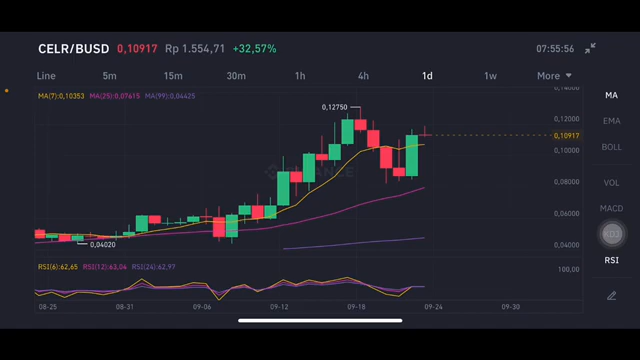 CELR/BUSD 0,10917 Rp 1.554,71 +32,57% 07:55:56
Line 5m 15m 30m 1h 4h 1d 1w More
MA(7):0,10353 MA(25):0,07615 MA(99):0,04425
0,14000
0,12750
0,12000
0,10917
0,10000
0,08000
0,06000
0,04020
0,04000
MA
EMA
BOLL
VOL
MACD
KDJ
RSI
RSI(6):62,65 RSI(12):63,04 RSI(24):62,97
100,00
08-25 08-31 09-06 09-12 09-18 09-24 09-30